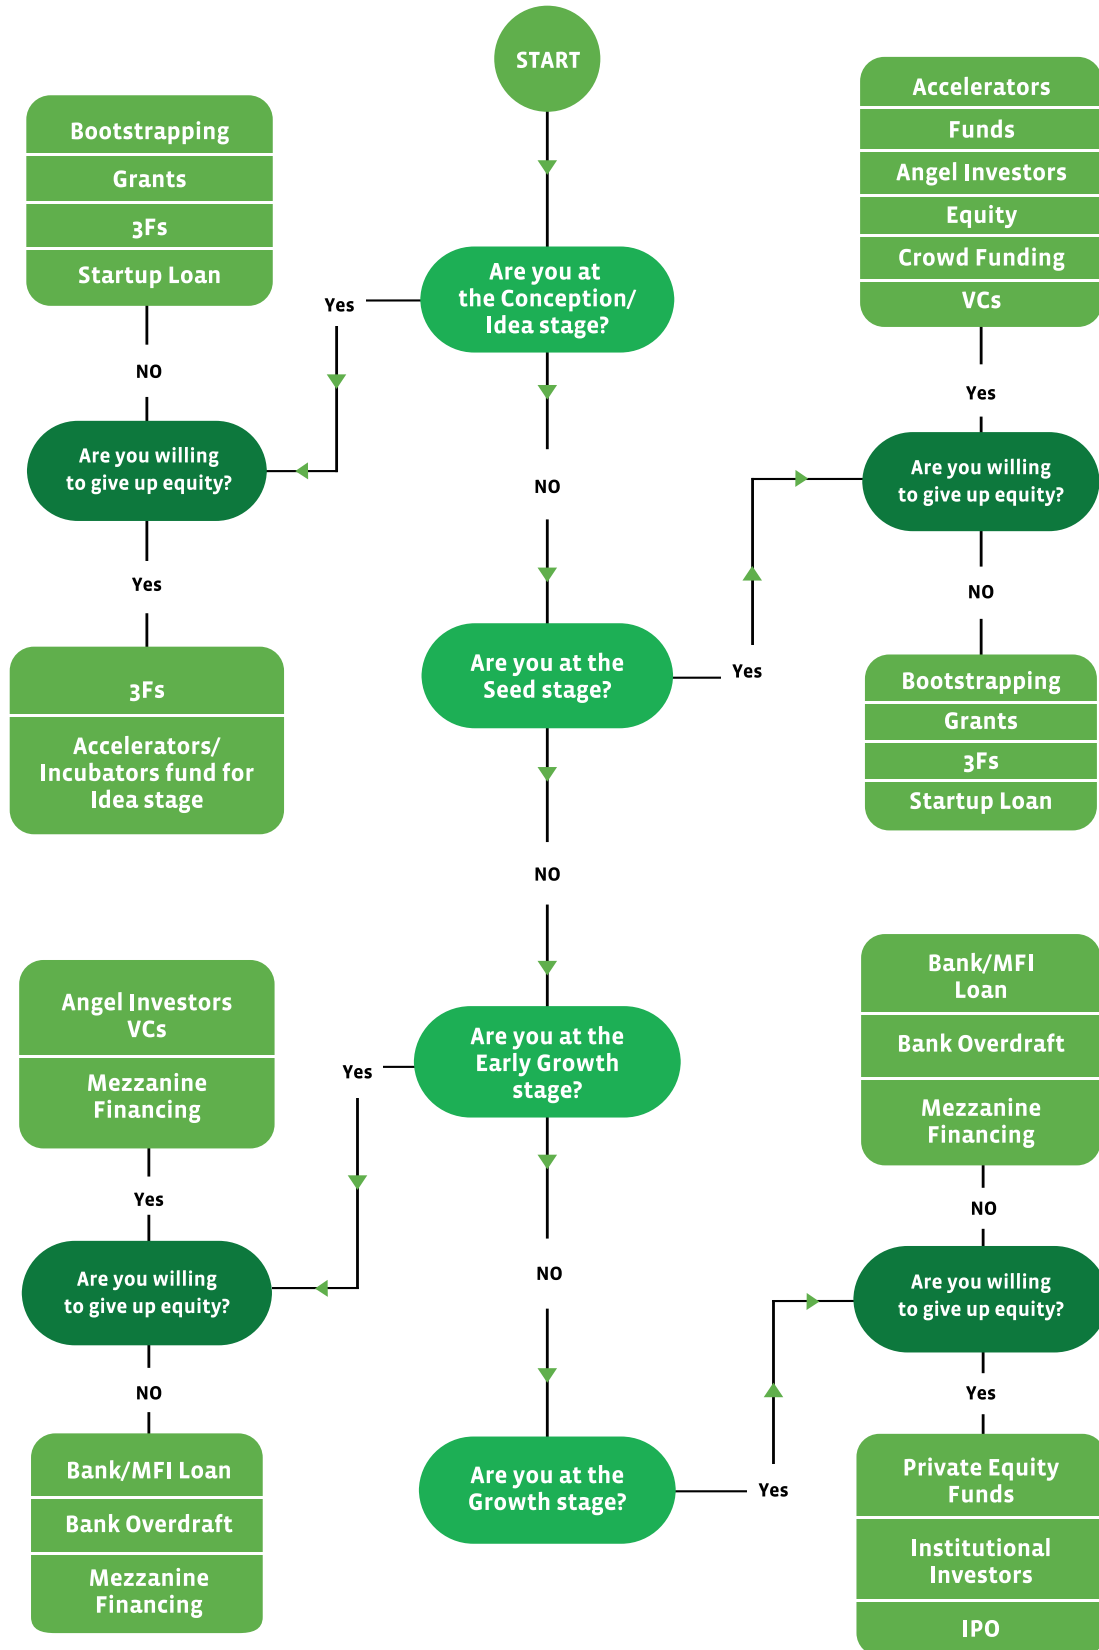 START
Bootstrapping
Grants
3Fs
Startup Loan
NO
Are you willing
to give up equity?
Yes
3Fs
Accelerators/
Incubators fund for
Idea stage
Yes
Are you at
the Conception/
Idea stage?
NO
Accelerators
Funds
Angel Investors
Equity
Crowd Funding
VCs
Yes
Are you willing
to give up equity?
NO
Bootstrapping
Grants
3Fs
Startup Loan
Are you at the
Seed stage?
Yes
NO
Angel Investors
VCs
Mezzanine
Financing
Yes
Are you willing
to give up equity?
NO
Bank/MFI Loan
Bank Overdraft
Mezzanine
Financing
Yes
Are you at the
Early Growth
stage?
NO
Are you at the
Growth stage?
Yes
Bank/MFI
Loan
Bank Overdraft
Mezzanine
Financing
NO
Are you willing
to give up equity?
Yes
Private Equity
Funds
Institutional
Investors
IPO